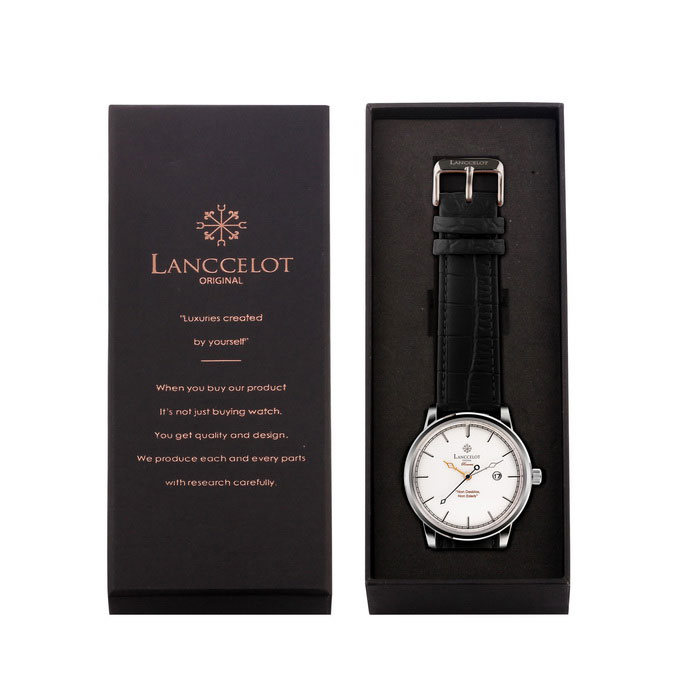 LANCCELOT
ORIGINAL
"Luxuries created
by yourself"
When you buy our product
It's not just buying watch.
You get quality and design.
We produce each and every parts
with research carefully.
LANCCELOT
LANCCELOT
17